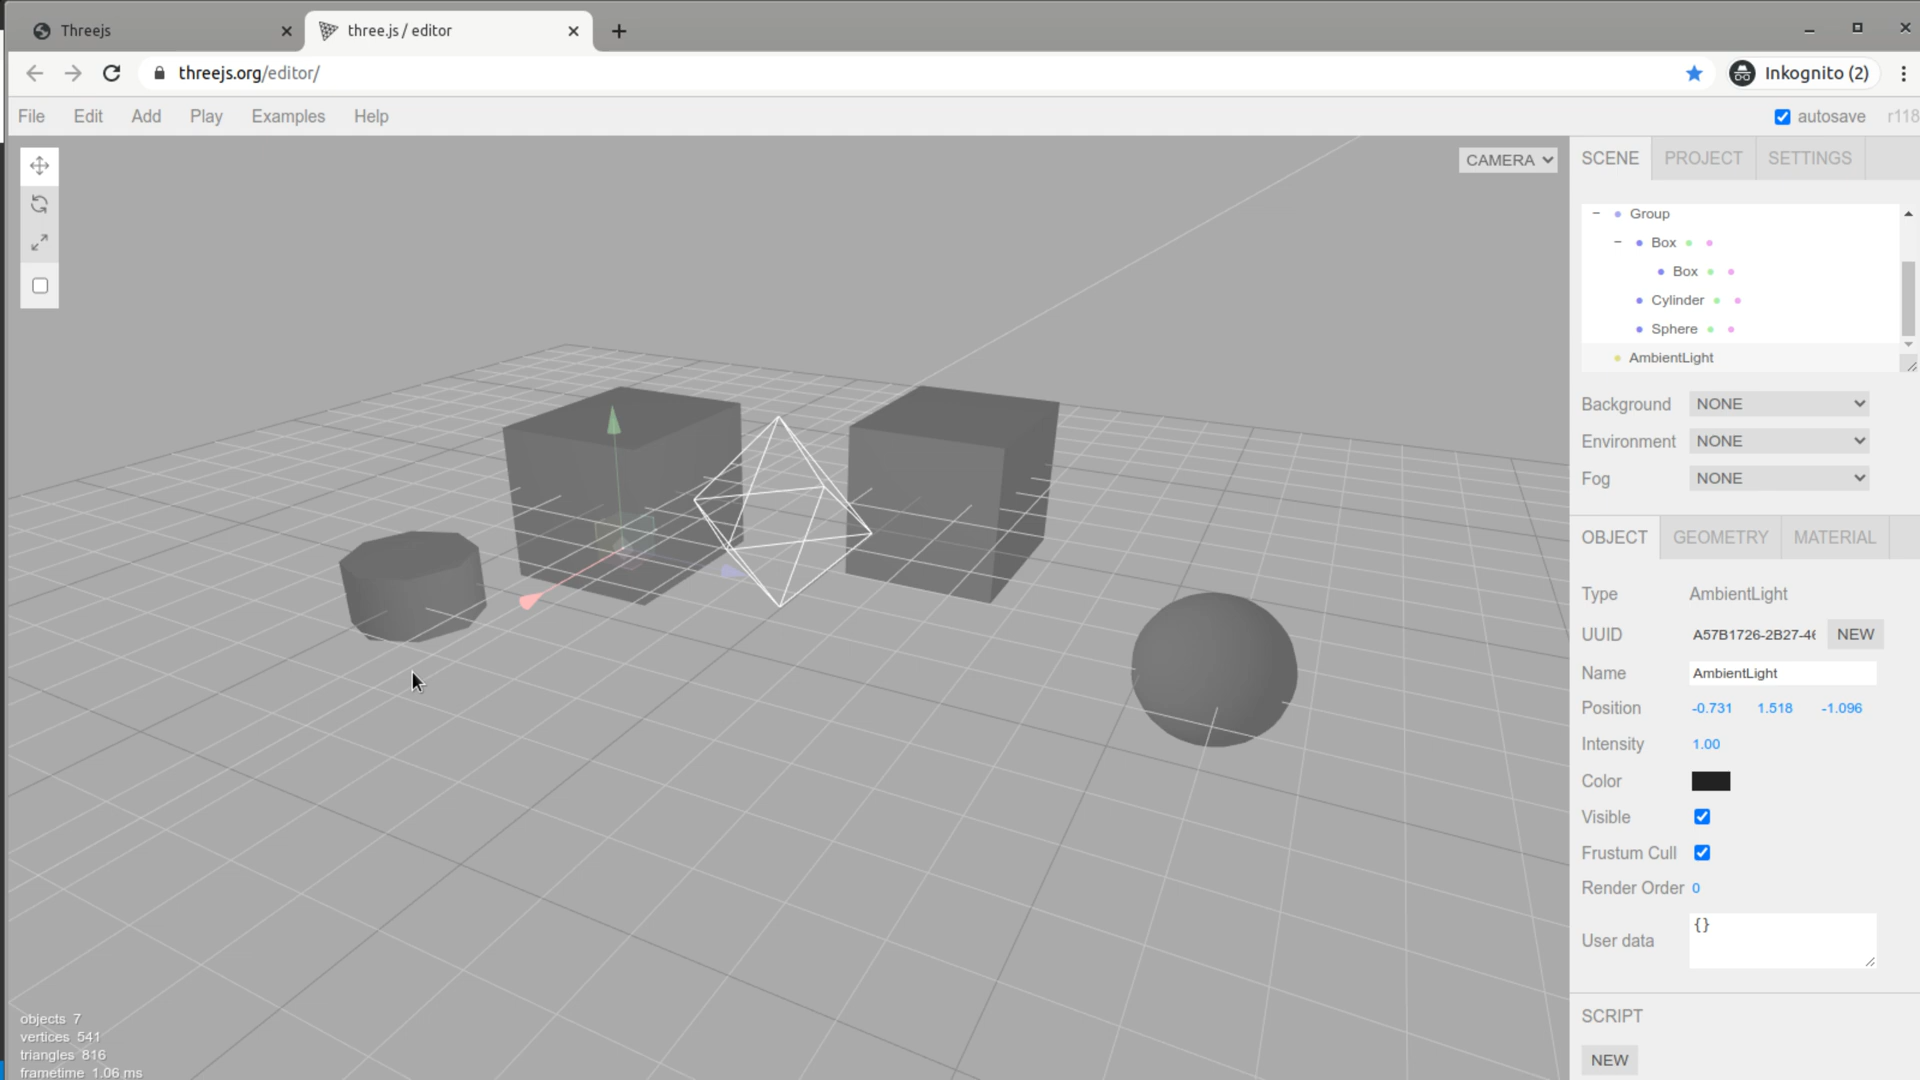 Threejs
three.js / editor
threejs.org/editor/
Inkognito (2)
File Edit Add Play Examples Help
autosave r118
CAMERA
SCENE PROJECT SETTINGS
Group
Box
Box
Cylinder
Sphere
AmbientLight
Background NONE
Environment NONE
Fog NONE
OBJECT GEOMETRY MATERIAL
Type AmbientLight
UUID A57B1726-2B27-46 NEW
Name AmbientLight
Position -0.731 1.518 -1.096
Intensity 1.00
Color
Visible
Frustum Cull
Render Order 0
User data {}
SCRIPT
NEW
objects 7
vertices 541
triangles 816
frametime 1.06 ms